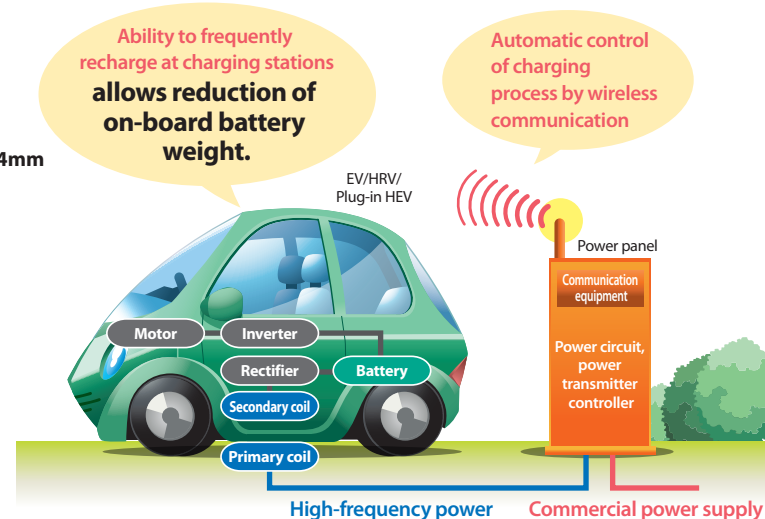 Ability to frequently
recharge at charging stations
allows reduction of
on-board battery
weight.
Automatic control
of charging
process by wireless
communication
4mm
EV/HRV/
Plug-in HEV
Power panel
Communication
equipment
Power circuit,
power
transmitter
controller
Motor
Inverter
Rectifier
Battery
Secondary coil
Primary coil
High-frequency power
Commercial power supply